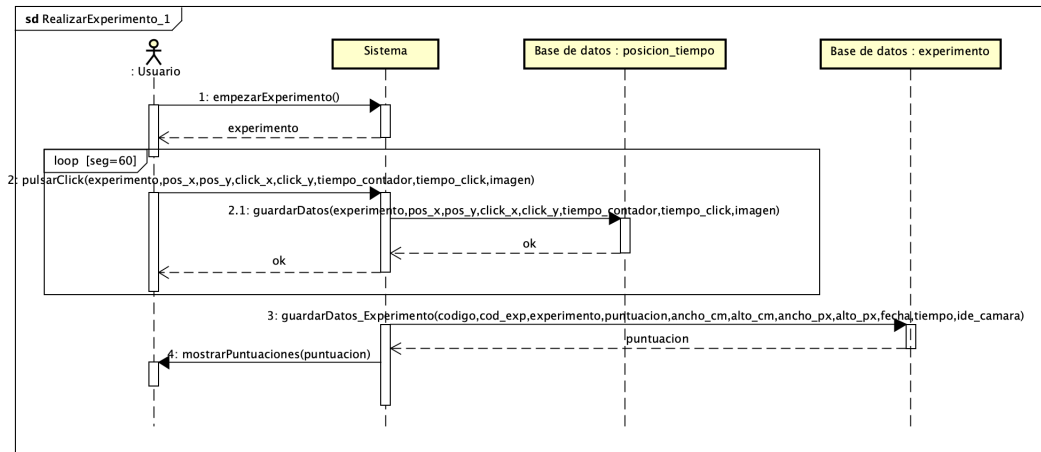 sd RealizarExperimento_1
: Usuario
Sistema
Base de datos : posicion_tiempo
Base de datos : experimento
1: empezarExperimento()
experimento
loop [seg=60]
2: pulsarClick(experimento,pos_x,pos_y,click_x,click_y,tiempo_contador,tiempo_click,imagen)
2.1: guardarDatos(experimento,pos_x,pos_y,click_x,click_y,tiempo_contador,tiempo_click,imagen)
ok
ok
3: guardarDatos_Experimento(codigo,cod_exp,experimento,puntuacion,ancho_cm,alto_cm,ancho_px,alto_px,fecha,tiempo,ide_camara)
puntuacion
4: mostrarPuntuaciones(puntuacion)